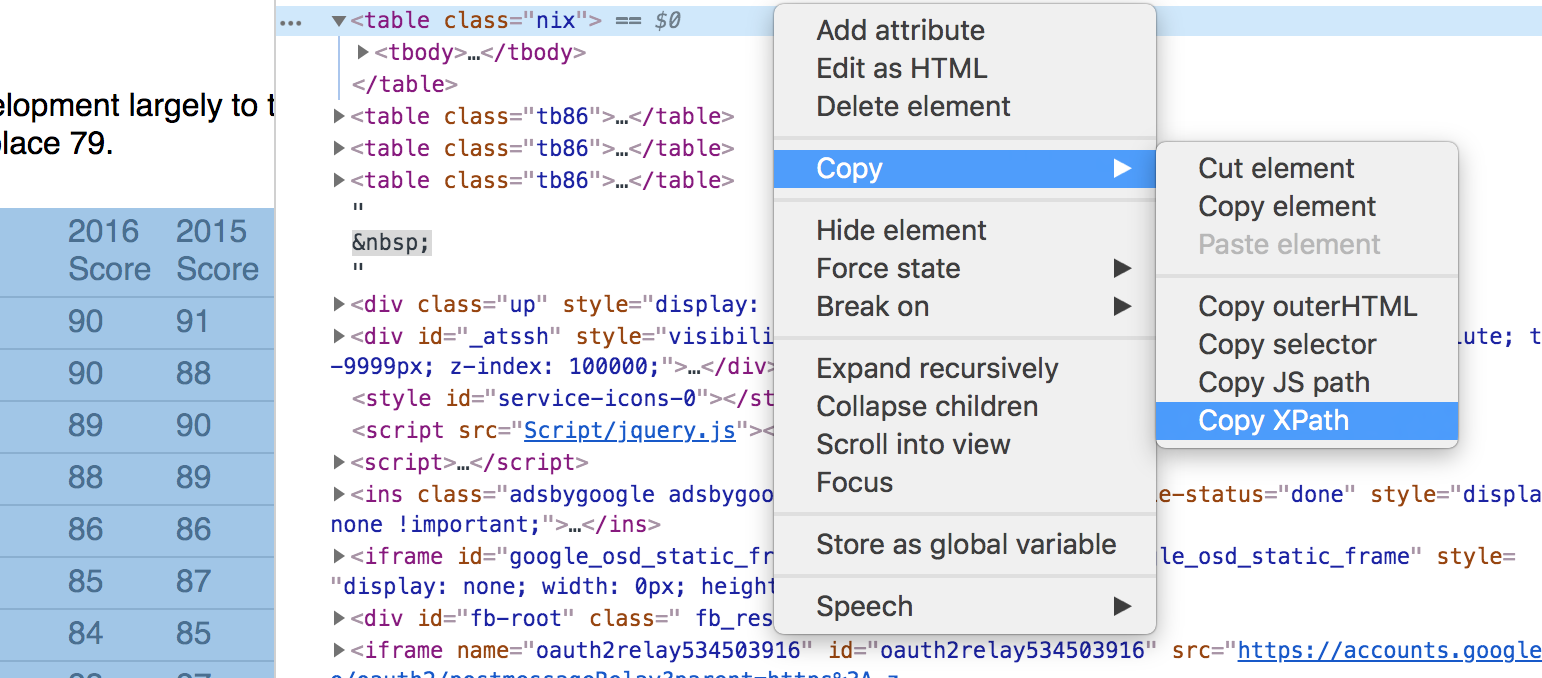 elopment largely to t
lace 79.
2016 2015
Score Score
90 91
90 88
89 90
88 89
86 86
85 87
84 85
... ▼<table class="nix"> == $0
▶<tbody>…</tbody>
</table>
▶<table class="tb86">…</table>
▶<table class="tb86">…</table>
▶<table class="tb86">…</table>
"
&nbsp;
"
▶<div class="up" style="display:
▶<div id="_atssh" style="visibili lute; t
-9999px; z-index: 100000;">…</div>
<style id="service-icons-0"></st
<script src="Script/jquery.js"><
▶<script>…</script>
▶<ins class="adsbygoogle adsbygoo e-status="done" style="displa
none !important;">…</ins>
▶<iframe id="google_osd_static_fr le_osd_static_frame" style=
"display: none; width: 0px; height
▶<div id="fb-root" class=" fb_res
▶<iframe name="oauth2relay534503916" id="oauth2relay534503916" src="https://accounts.google
Add attribute
Edit as HTML
Delete element
Copy ▶
Hide element
Force state ▶
Break on ▶
Expand recursively
Collapse children
Scroll into view
Focus
Store as global variable
Speech ▶
Cut element
Copy element
Paste element
Copy outerHTML
Copy selector
Copy JS path
Copy XPath